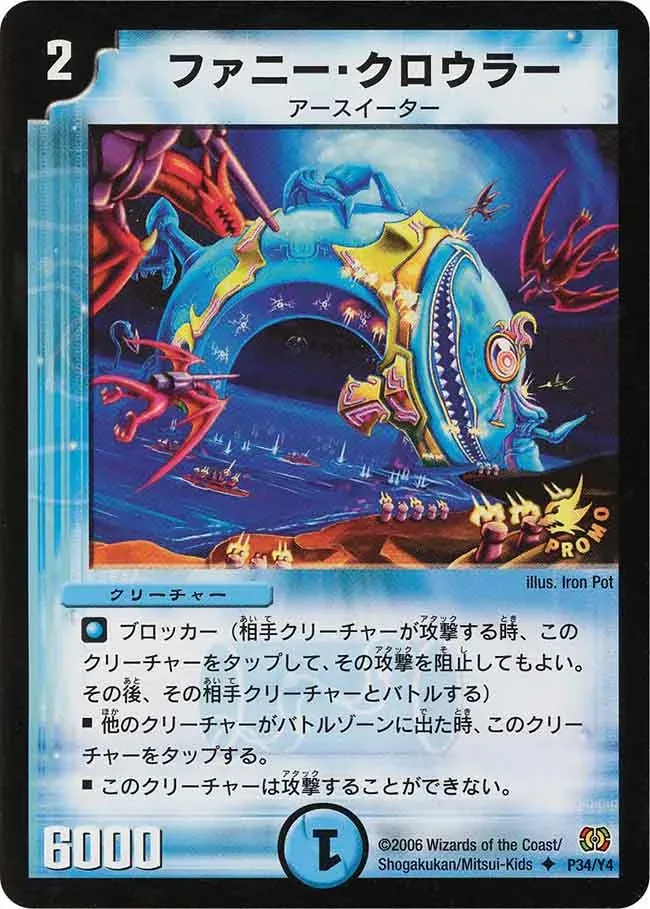 2
ファニー・クロウラー
アースイーター
PROMO
illus. Iron Pot
クリーチャー
ブロッカー（相手クリーチャーが攻撃する時、この
クリーチャーをタップして、その攻撃を阻止してもよい。
その後、その相手クリーチャーとバトルする）
■ 他のクリーチャーがバトルゾーンに出た時、このクリー
チャーをタップする。
■ このクリーチャーは攻撃することができない。
6000
1
©2006 Wizards of the Coast/
Shogakukan/Mitsui-Kids
P34/Y4